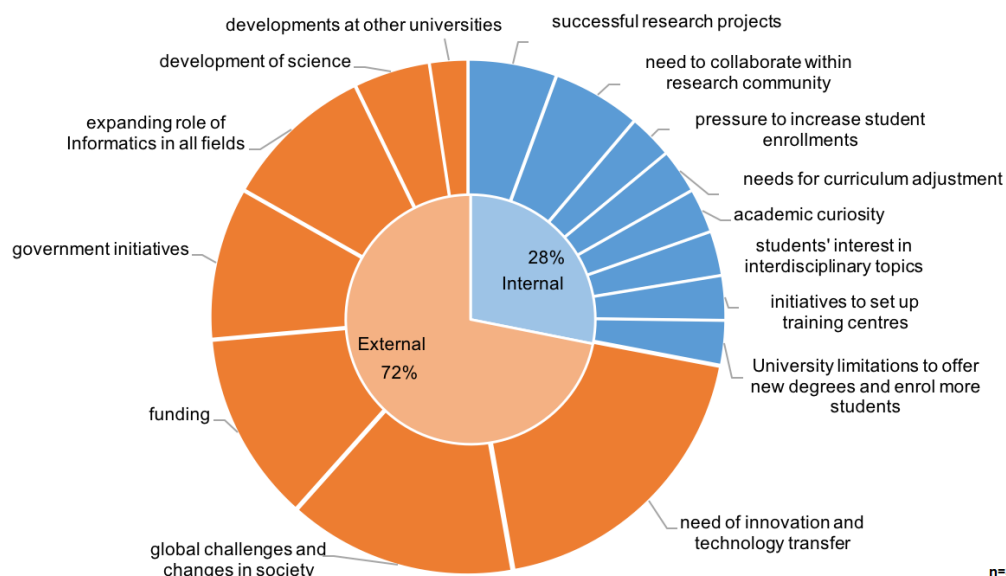 developments at other universities
development of science
expanding role of
Informatics in all fields
government initiatives
funding
global challenges and
changes in society
successful research projects
need to collaborate within
research community
pressure to increase student
enrollments
needs for curriculum adjustment
academic curiosity
students' interest in
interdisciplinary topics
initiatives to set up
training centres
University limitations to offer
new degrees and enrol more
students
need of innovation and
technology transfer
28%
Internal
External
72%
n=